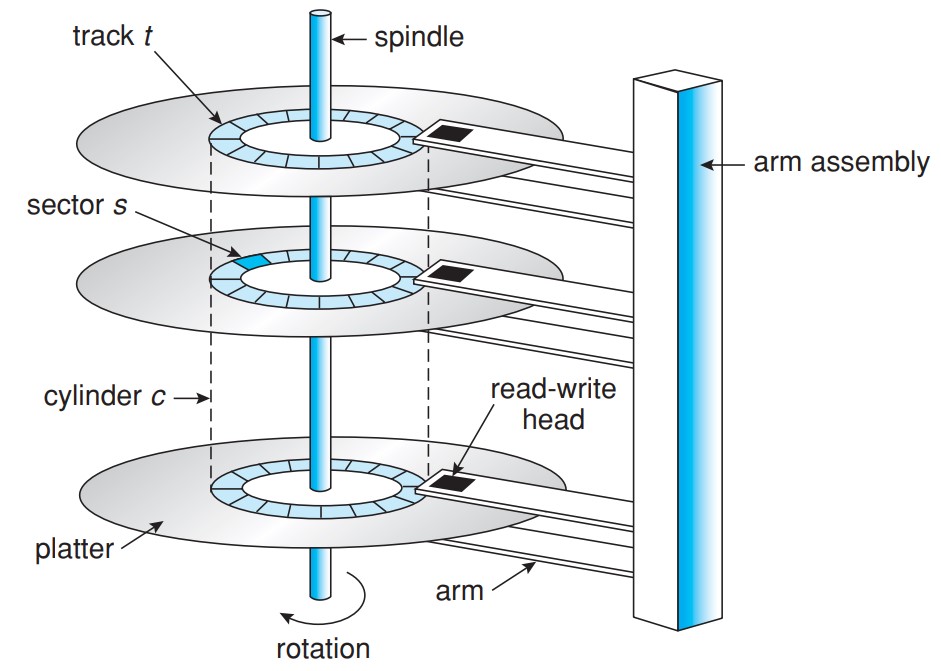 track t
spindle
arm assembly
sector s
cylinder c
read-write
head
platter
arm
rotation